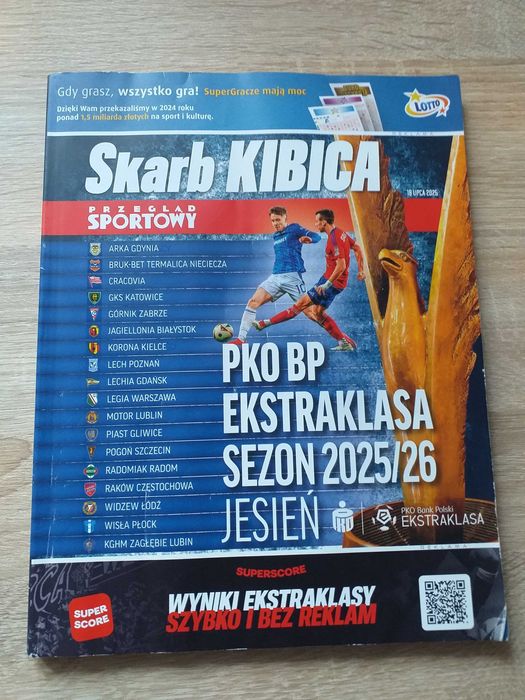 Gdy grasz, wszystko gra! SuperGracze mają moc
Dzięki Wam przekazaliśmy w 2024 roku
ponad 1,5 miliarda złotych na sport i kulturę.
LOTTO
REKLAMA
Skarb KIBICA
18 LIPCA 2025
PRZEGLĄD
SPORTOWY
ARKA GDYNIA
BRUK-BET TERMALICA NIECIECZA
CRACOVIA
GKS KATOWICE
GÓRNIK ZABRZE
JAGIELLONIA BIAŁYSTOK
KORONA KIELCE
LECH POZNAŃ
LECHIA GDAŃSK
LEGIA WARSZAWA
MOTOR LUBLIN
PIAST GLIWICE
POGOŃ SZCZECIN
RADOMIAK RADOM
RAKÓW CZĘSTOCHOWA
WIDZEW ŁÓDŹ
WISŁA PŁOCK
KGHM ZAGŁĘBIE LUBIN
PKO BP
EKSTRAKLASA
SEZON 2025/26
JESIEŃ
PKO Bank Polski
EKSTRAKLASA
REKLAMA
SUPERSCORE
SUPER
SCORE
WYNIKI EKSTRAKLASY
SZYBKO I BEZ REKLAM